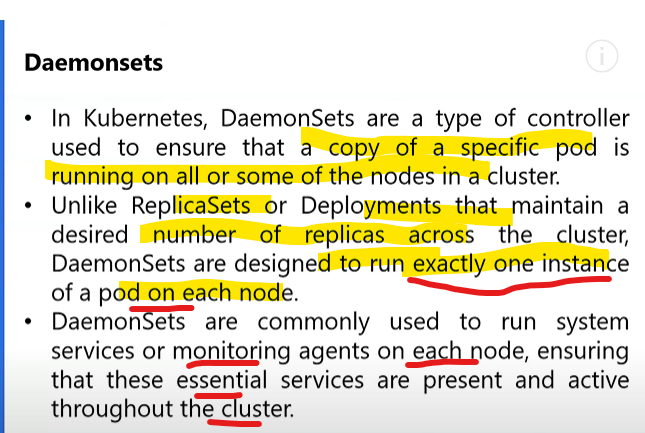 Daemonsets
• In Kubernetes, DaemonSets are a type of controller
used to ensure that a copy of a specific pod is
running on all or some of the nodes in a cluster.
• Unlike ReplicaSets or Deployments that maintain a
desired number of replicas across the cluster,
DaemonSets are designed to run exactly one instance
of a pod on each node.
• DaemonSets are commonly used to run system
services or monitoring agents on each node, ensuring
that these essential services are present and active
throughout the cluster.